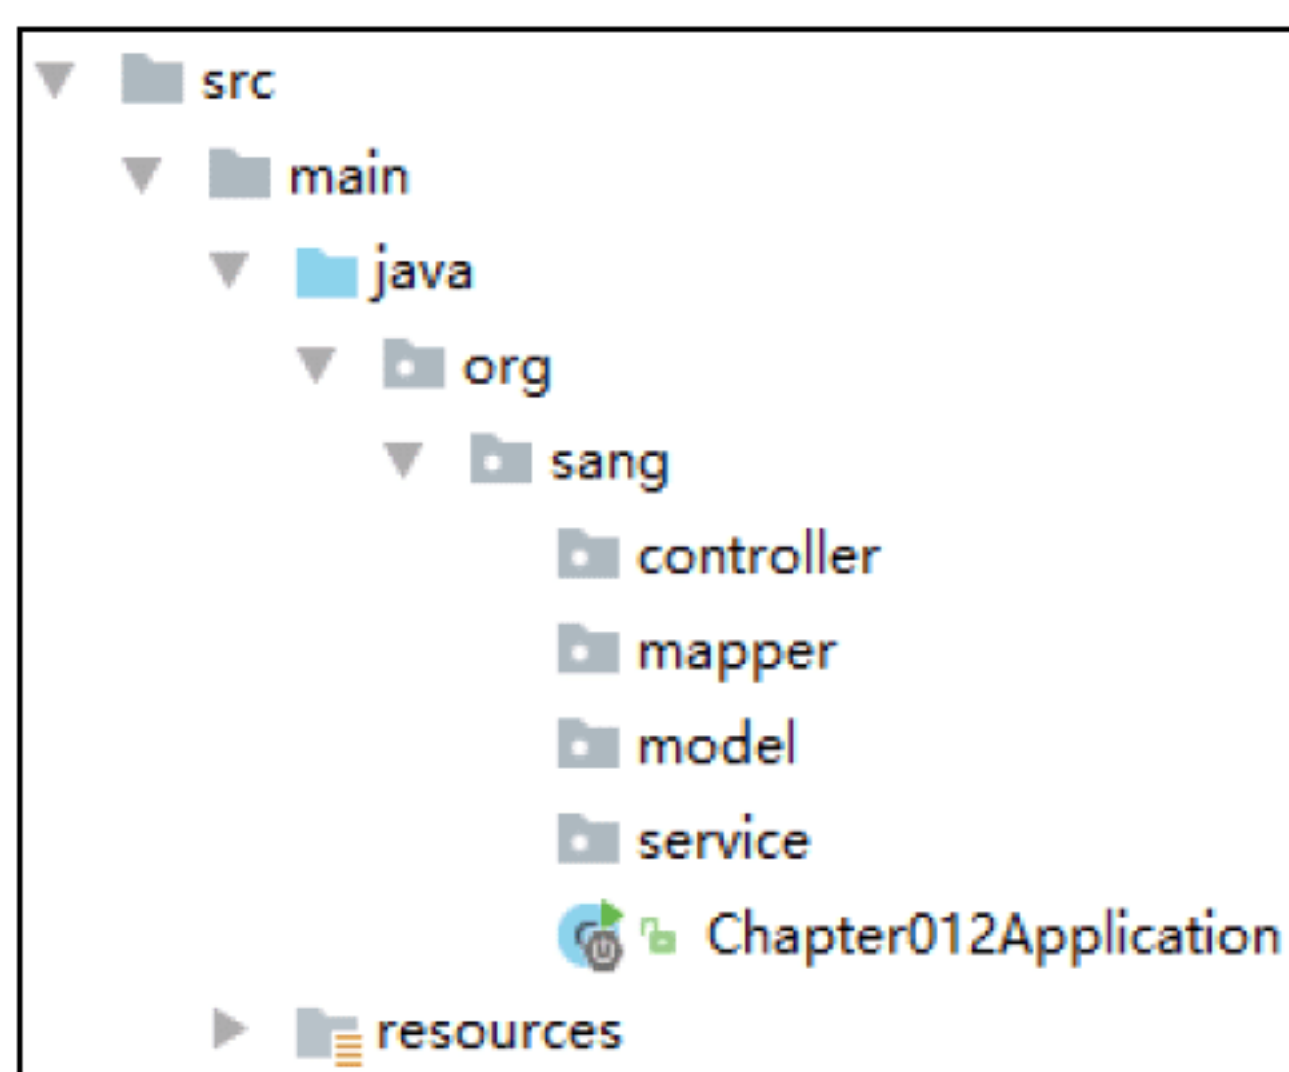 src
main
java
org
sang
controller
mapper
model
service
Chapter012Application
resources